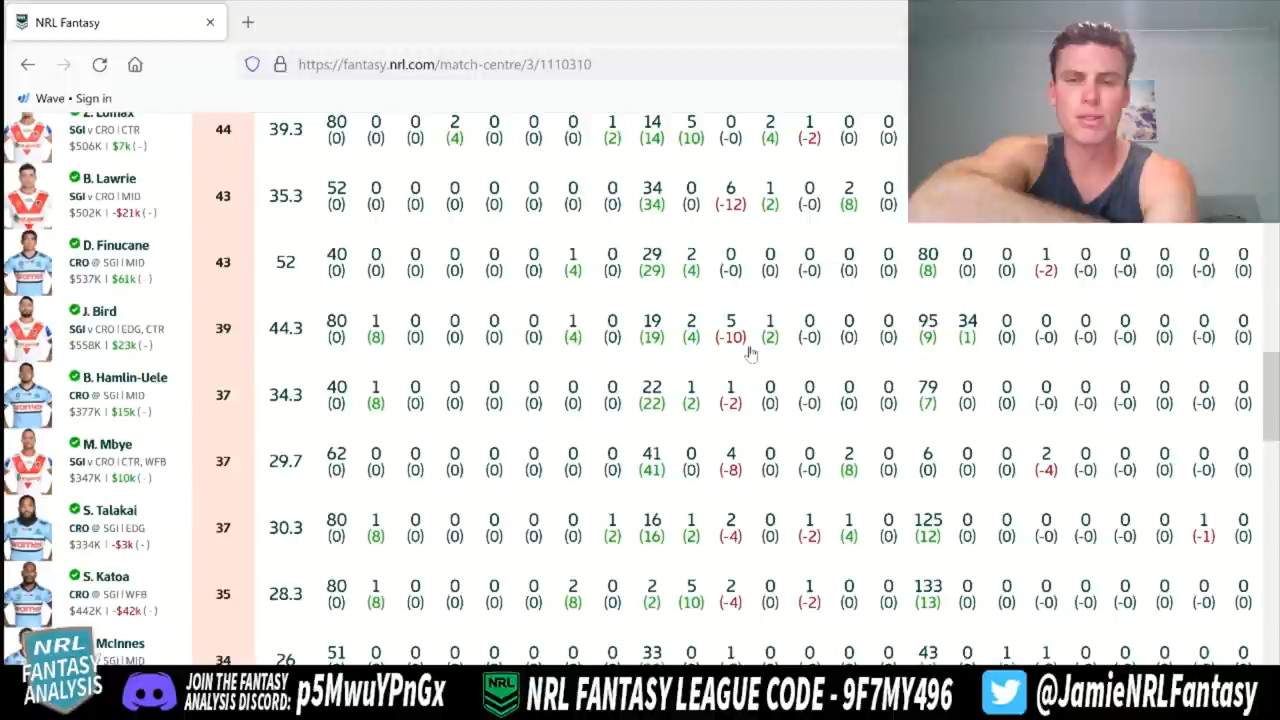 NRL Fantasy
https://fantasy.nrl.com/match-centre/3/1110310
Wave • Sign in
Z. Lomax 44 39.3 80 0 0 2 0 0 0 1 14 5 0 2 1 0 0
SGI v CRO | CTR (0) (0) (0) (4) (0) (0) (0) (2) (14) (10) (-0) (4) (-2) (0) (0)
$506K | $7k (-)
B. Lawrie 43 35.3 52 0 0 0 0 0 0 0 34 0 6 1 0 2 0
SGI v CRO | MID (0) (0) (0) (0) (0) (0) (0) (0) (34) (0) (-12) (2) (-0) (8) (0)
$502K | -$21k (-)
D. Finucane 43 52 40 0 0 0 0 0 1 0 29 2 0 0 0 0 0 80 0 0 1 0 0 0 0 0
CRO @ SGI | MID (0) (0) (0) (0) (0) (0) (4) (0) (29) (4) (-0) (0) (-0) (0) (0) (8) (0) (0) (-2) (-0) (-0) (0) (-0) (0)
$537K | $61k (-)
J. Bird 39 44.3 80 1 0 0 0 0 1 0 19 2 5 1 0 0 0 95 34 0 0 0 0 0 0 0
SGI v CRO | EDG, CTR (0) (8) (0) (0) (0) (0) (4) (0) (19) (4) (-10) (2) (-0) (0) (0) (9) (1) (0) (-0) (-0) (-0) (0) (-0) (0)
$558K | $23k (-)
B. Hamlin-Uele 37 34.3 40 1 0 0 0 0 0 0 22 1 1 0 0 0 0 79 0 0 0 0 0 0 0 0
CRO @ SGI | MID (0) (8) (0) (0) (0) (0) (0) (0) (22) (2) (-2) (0) (-0) (0) (0) (7) (0) (0) (-0) (-0) (-0) (0) (-0) (0)
$377K | $15k (-)
M. Mbye 37 29.7 62 0 0 0 0 0 0 0 41 0 4 0 0 2 0 6 0 0 2 0 0 0 0 0
SGI v CRO | CTR, WFB (0) (0) (0) (0) (0) (0) (0) (0) (41) (0) (-8) (0) (-0) (8) (0) (0) (0) (0) (-4) (-0) (-0) (0) (-0) (0)
$347K | $10k (-)
S. Talakai 37 30.3 80 1 0 0 0 0 0 1 16 1 2 0 1 1 0 125 0 0 0 0 0 0 1 0
CRO @ SGI | EDG (0) (8) (0) (0) (0) (0) (0) (2) (16) (2) (-4) (0) (-2) (4) (0) (12) (0) (0) (-0) (-0) (-0) (0) (-1) (0)
$334K | -$3k (-)
S. Katoa 35 28.3 80 1 0 0 0 0 2 0 2 5 2 0 1 0 0 133 0 0 0 0 0 0 0 0
CRO @ SGI | WFB (0) (8) (0) (0) (0) (0) (8) (0) (2) (10) (-4) (0) (-2) (0) (0) (13) (0) (0) (-0) (-0) (-0) (0) (-0) (0)
$442K | -$42k (-)
McInnes 34 26 51 0 0 0 0 0 0 0 33 0 1 0 0 0 0 43 0 1 1 0 0 0 0 0
SGI | MID
NRL
FANTASY
ANALYSIS
JOIN THE FANTASY
ANALYSIS DISCORD: p5MwuYPnGx
NRL FANTASY LEAGUE CODE - 9F7MY496
@JamieNRLFantasy